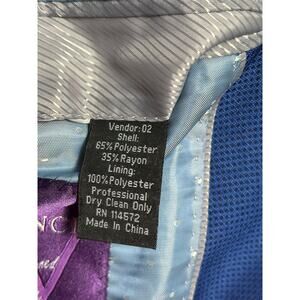 Vendor: 02
Shell:
65% Polyester
35% Rayon
Lining:
100% Polyester
Professional
Dry Clean Only
RN 114572
Made In China
NC